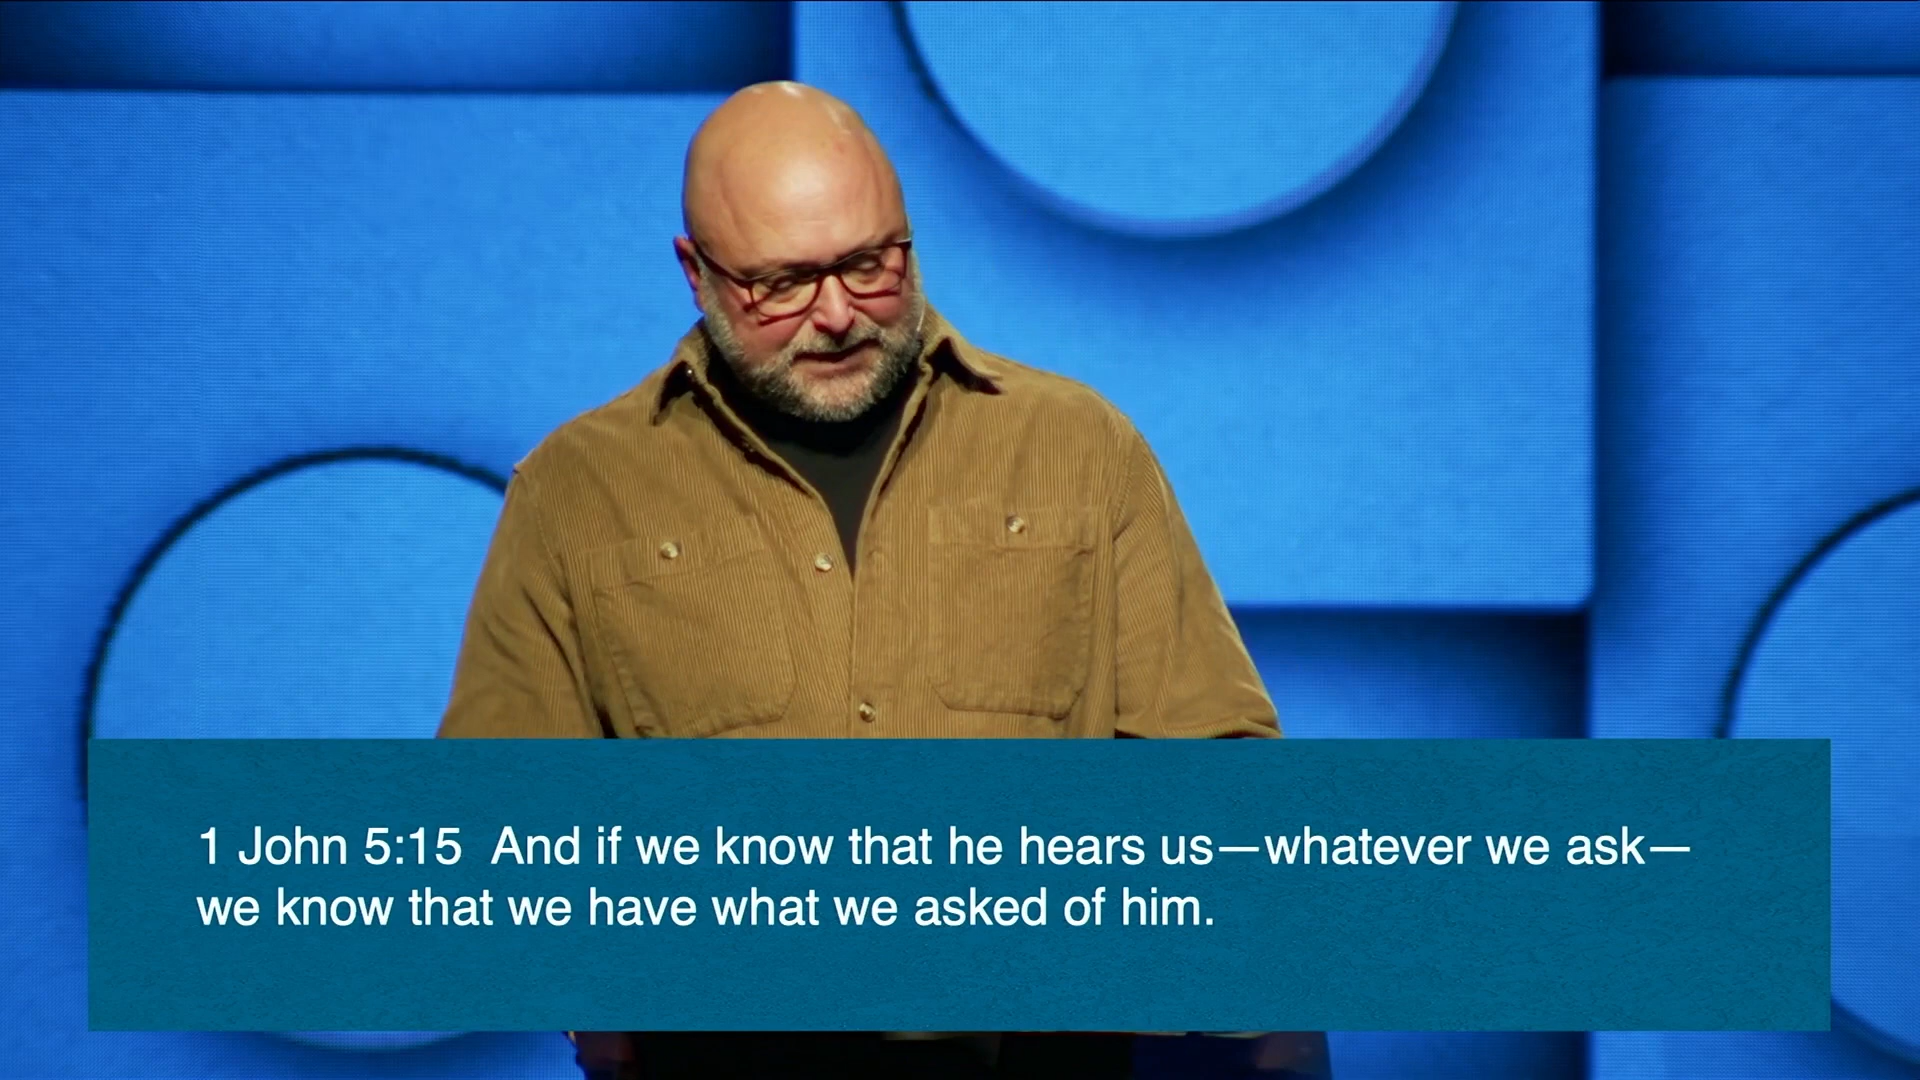 1 John 5:15  And if we know that he hears us—whatever we ask—
we know that we have what we asked of him.